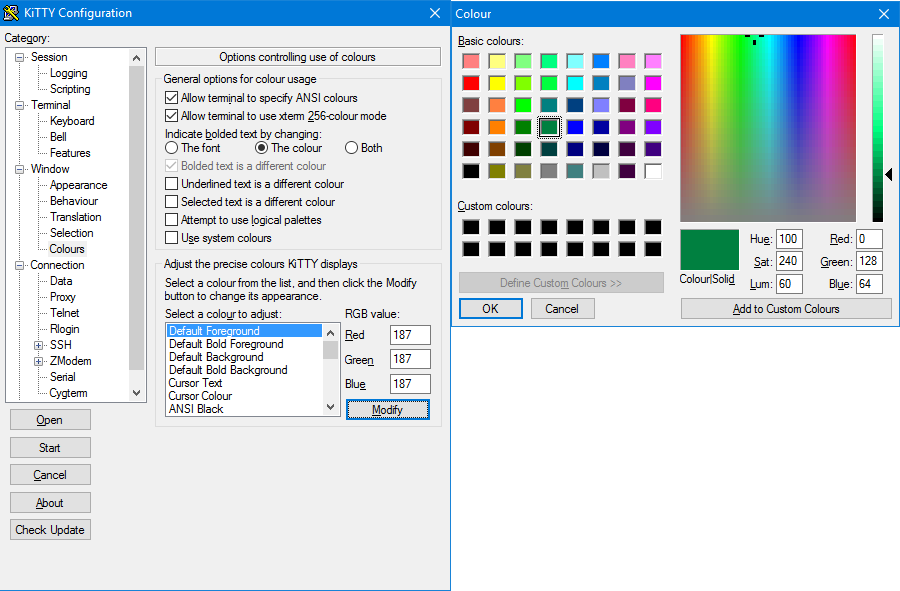 KiTTY Configuration
Category:
Session
Logging
Scripting
Terminal
Keyboard
Bell
Features
Window
Appearance
Behaviour
Translation
Selection
Colours
Connection
Data
Proxy
Telnet
Rlogin
SSH
ZModem
Serial
Cygterm
Open
Start
Cancel
About
Check Update
Options controlling use of colours
General options for colour usage
Allow terminal to specify ANSI colours
Allow terminal to use xterm 256-colour mode
Indicate bolded text by changing:
The font
The colour
Both
Bolded text is a different colour
Underlined text is a different colour
Selected text is a different colour
Attempt to use logical palettes
Use system colours
Adjust the precise colours KiTTY displays
Select a colour from the list, and then click the Modify
button to change its appearance.
Select a colour to adjust:
Default Foreground
Default Bold Foreground
Default Background
Default Bold Background
Cursor Text
Cursor Colour
ANSI Black
RGB value:
Red 187
Green 187
Blue 187
Modify
Colour
Basic colours:
Custom colours:
Define Custom Colours >>
OK
Cancel
Colour|Solid
Hue: 100
Sat: 240
Lum: 60
Red: 0
Green: 128
Blue: 64
Add to Custom Colours